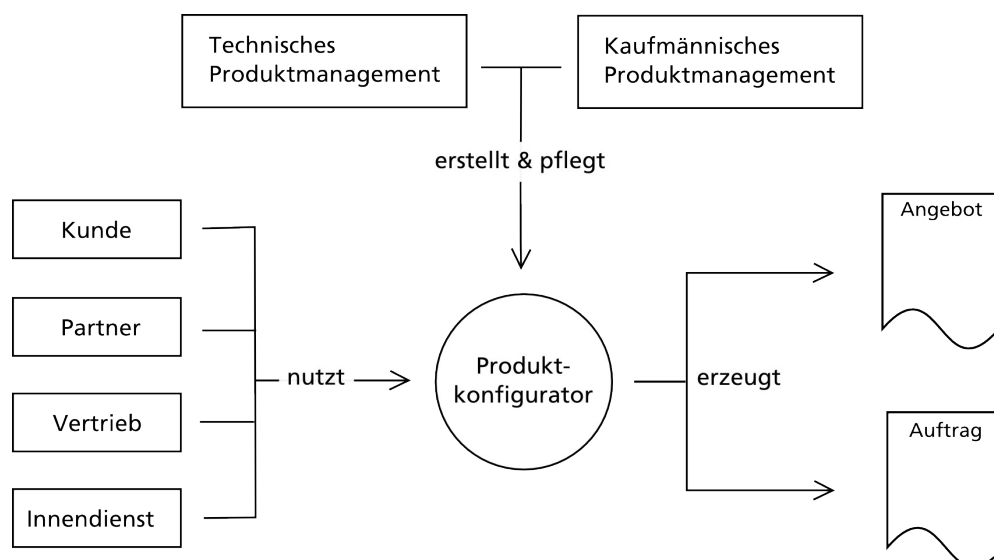 Technisches
Produktmanagement
Kaufmännisches
Produktmanagement
erstellt & pflegt
Kunde
Partner
Vertrieb
Innendienst
nutzt
Produkt-
konfigurator
erzeugt
Angebot
Auftrag